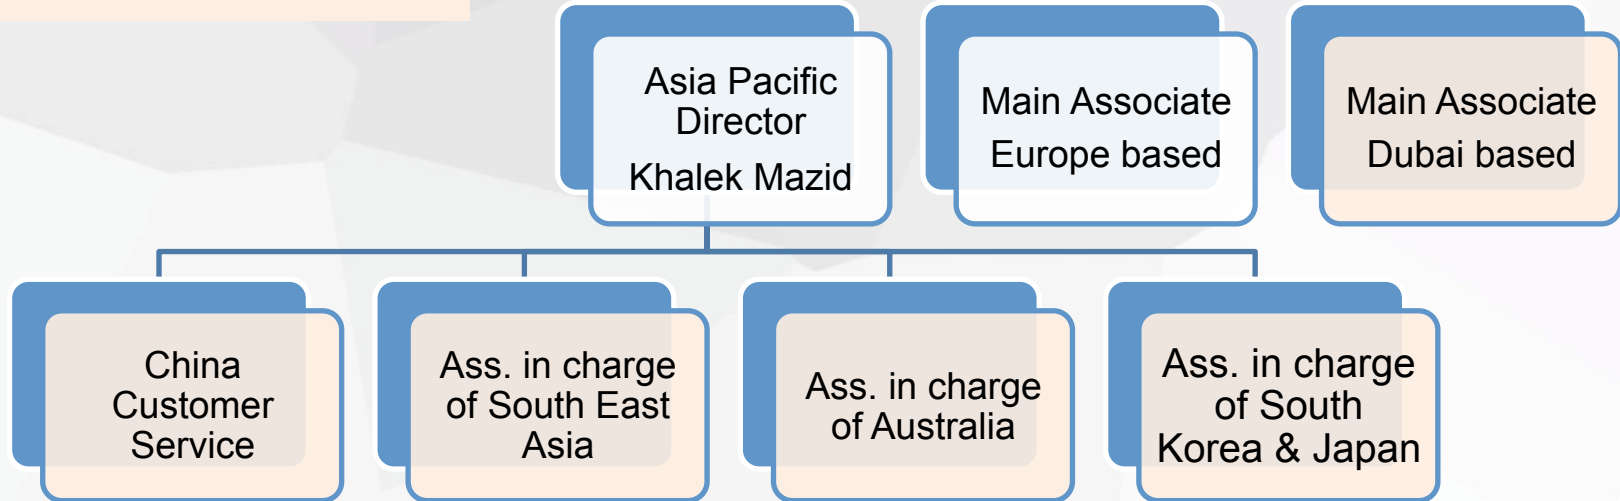 Asia Pacific
Director
Khalek Mazid
Main Associate
Europe based
Main Associate
Dubai based
China
Customer
Service
Ass. in charge
of South East
Asia
Ass. in charge
of Australia
Ass. in charge
of South
Korea & Japan